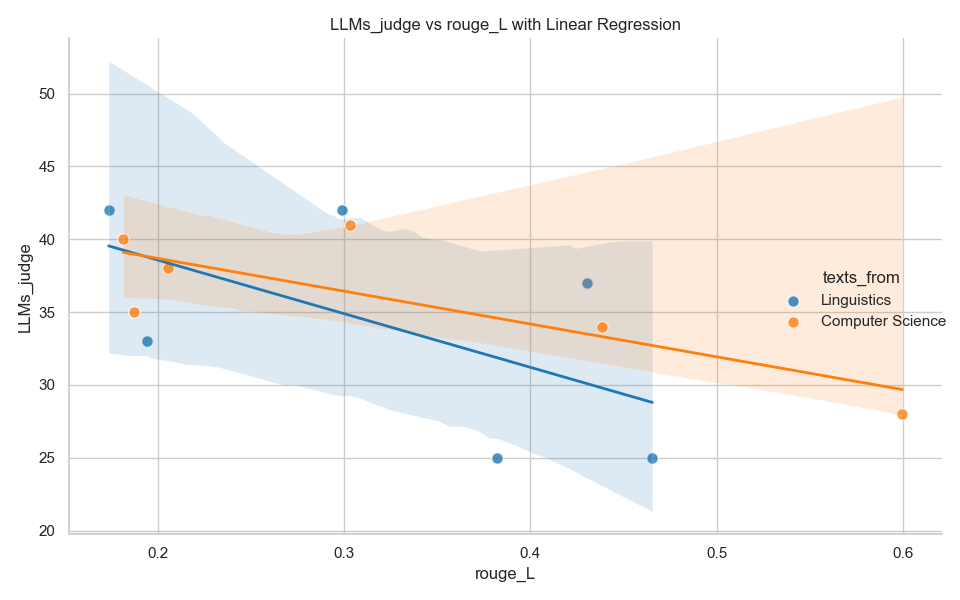 LLMs_judge vs rouge_L with Linear Regression
50
45
40
35
30
25
20
LLMs_judge
texts_from
Linguistics
Computer Science
0.2 0.3 0.4 0.5 0.6
rouge_L